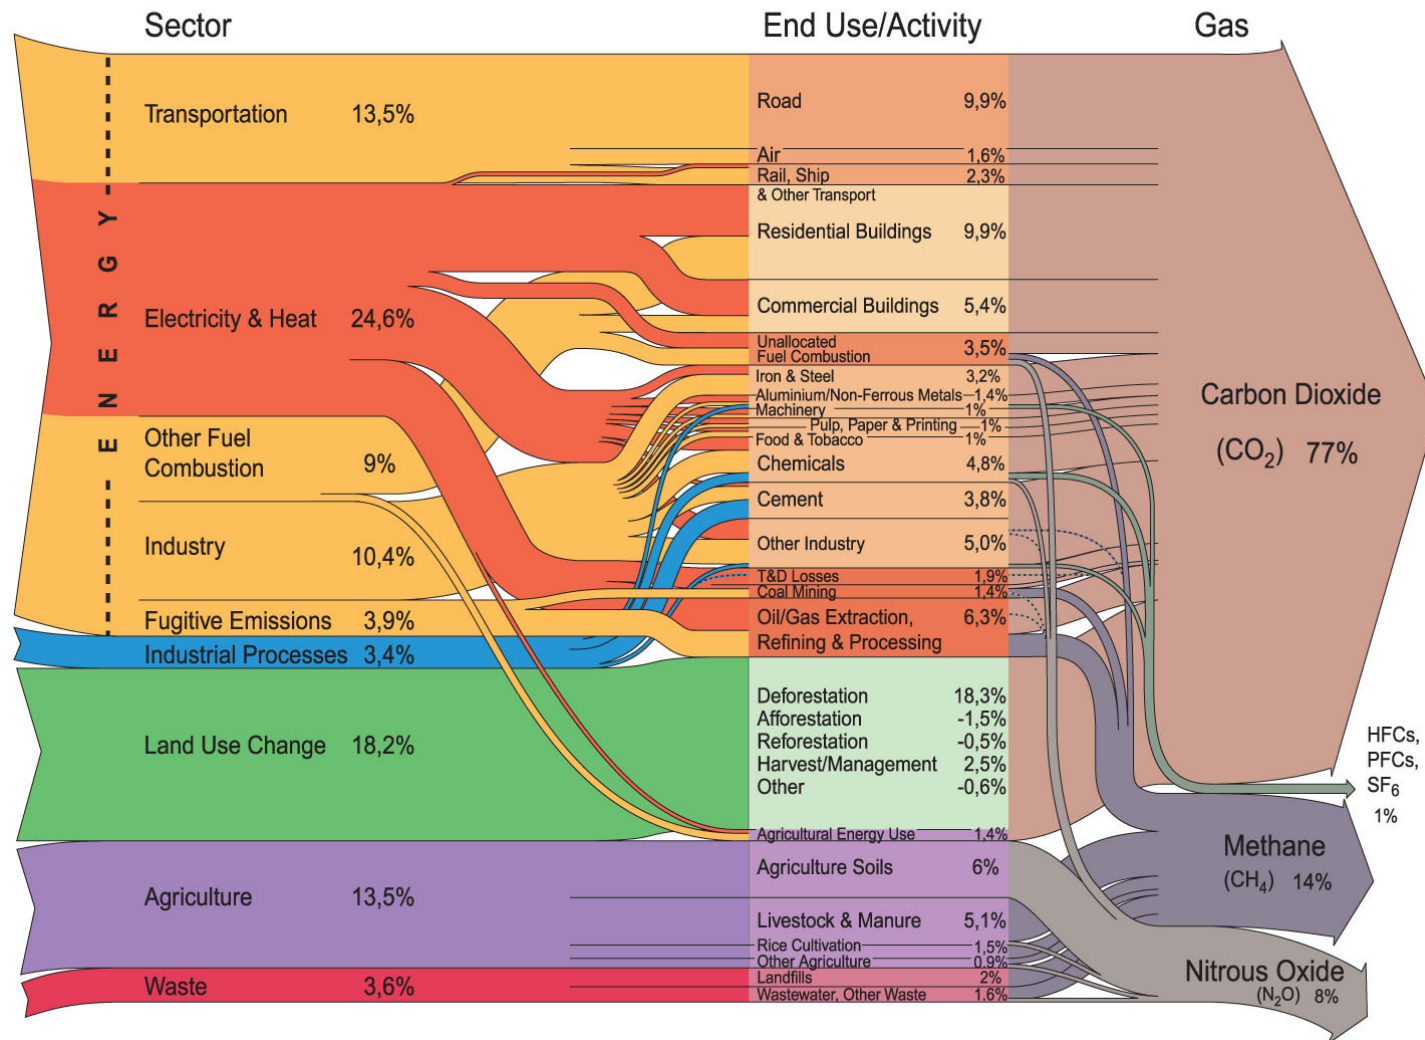 Sector
End Use/Activity
Gas
ENERGY
Transportation 13,5%
Electricity & Heat 24,6%
Other Fuel
Combustion 9%
Industry 10,4%
Fugitive Emissions 3,9%
Industrial Processes 3,4%
Land Use Change 18,2%
Agriculture 13,5%
Waste 3,6%
Road 9,9%
Air 1,6%
Rail, Ship 2,3%
& Other Transport
Residential Buildings 9,9%
Commercial Buildings 5,4%
Unallocated
Fuel Combustion 3,5%
Iron & Steel 3,2%
Aluminium/Non-Ferrous Metals 1,4%
Machinery 1%
Pulp, Paper & Printing 1%
Food & Tobacco 1%
Chemicals 4,8%
Cement 3,8%
Other Industry 5,0%
T&D Losses 1,9%
Coal Mining 1,4%
Oil/Gas Extraction, 6,3%
Refining & Processing
Deforestation 18,3%
Afforestation -1,5%
Reforestation -0,5%
Harvest/Management 2,5%
Other -0,6%
Agricultural Energy Use 1,4%
Agriculture Soils 6%
Livestock & Manure 5,1%
Rice Cultivation 1,5%
Other Agriculture 0,9%
Landfills 2%
Wastewater, Other Waste 1.6%
Carbon Dioxide
(CO₂) 77%
HFCs,
PFCs,
SF₆
1%
Methane
(CH₄) 14%
Nitrous Oxide
(N₂O) 8%